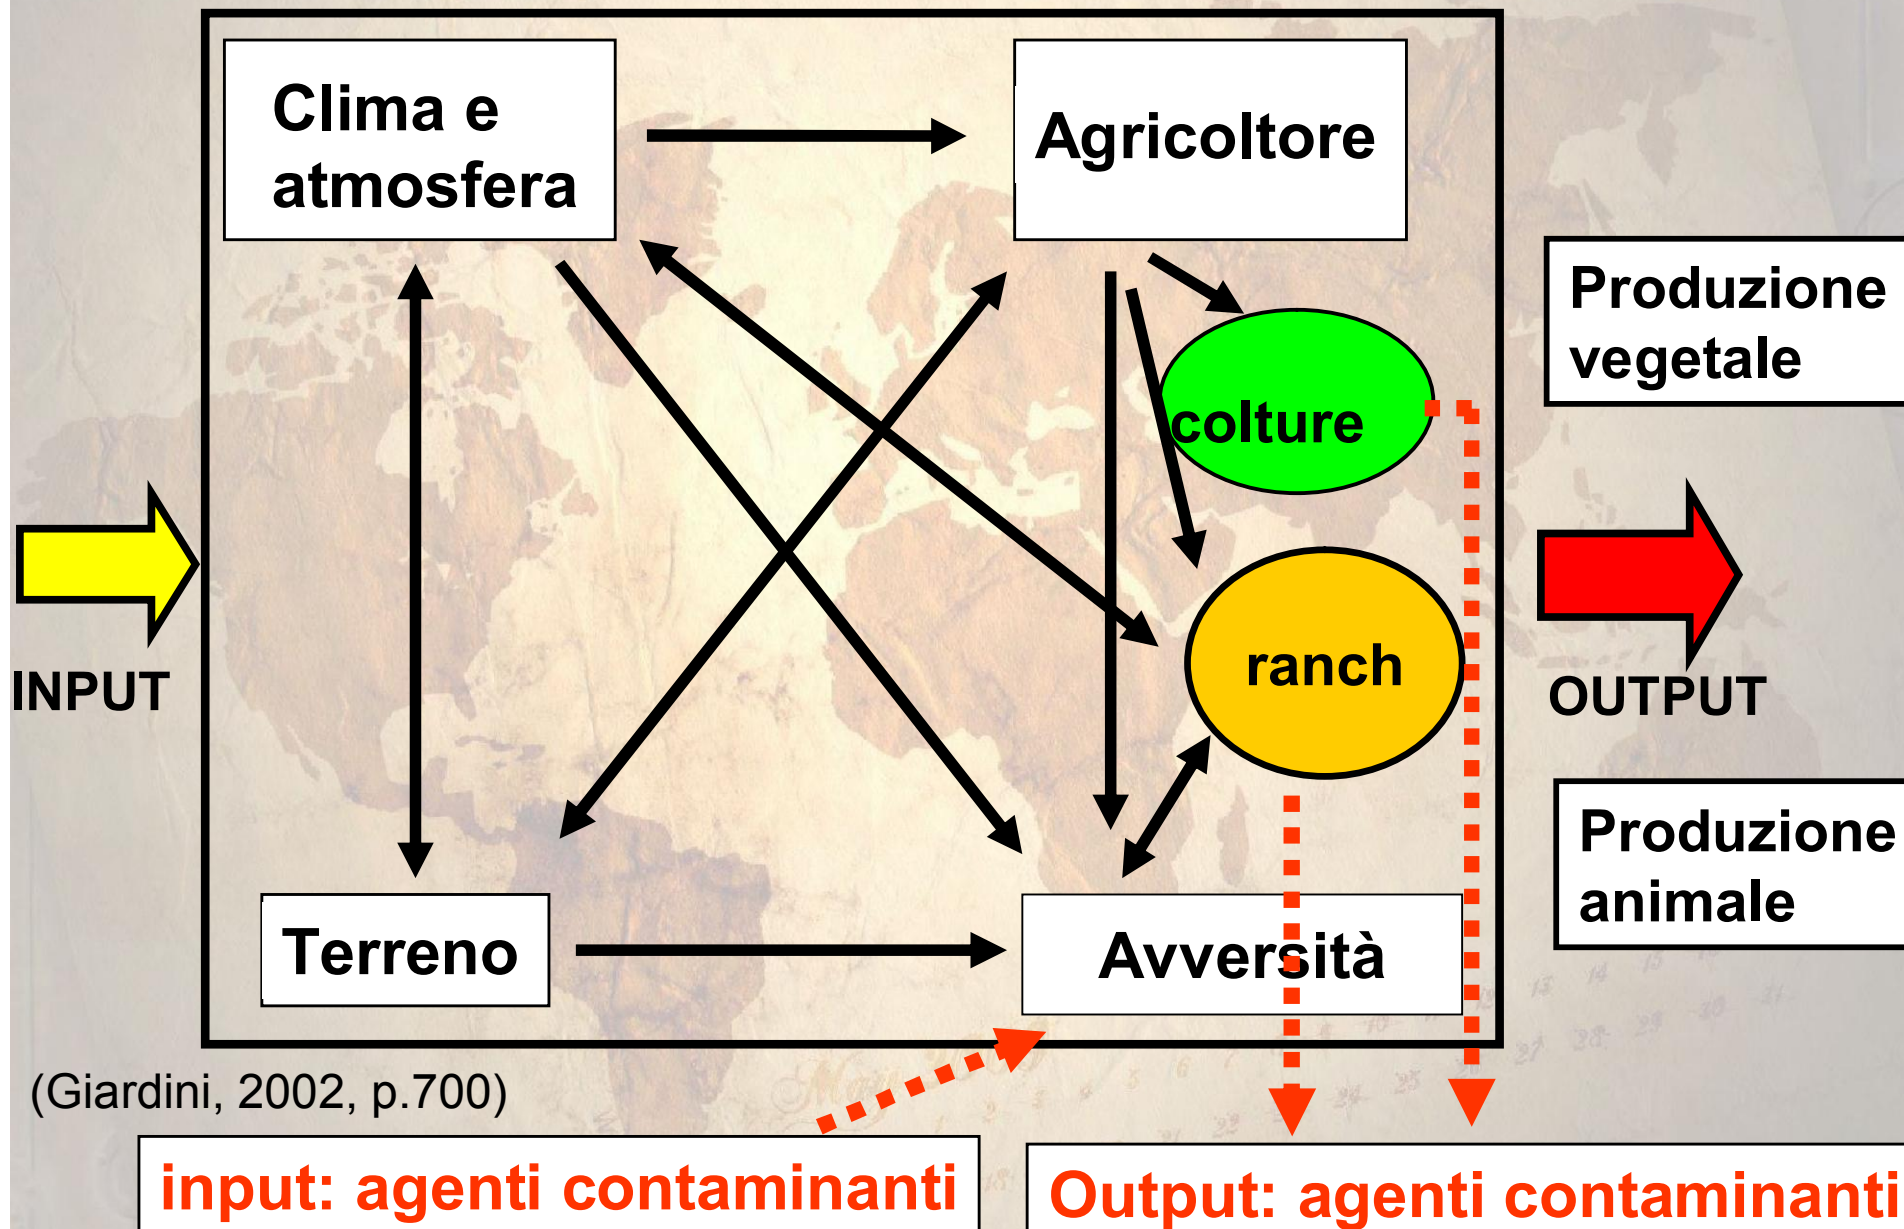 Clima e
atmosfera
Agricoltore
Produzione
vegetale
colture
INPUT
ranch
OUTPUT
Produzione
animale
Terreno
Avversità
(Giardini, 2002, p.700)
input: agenti contaminanti
Output: agenti contaminanti